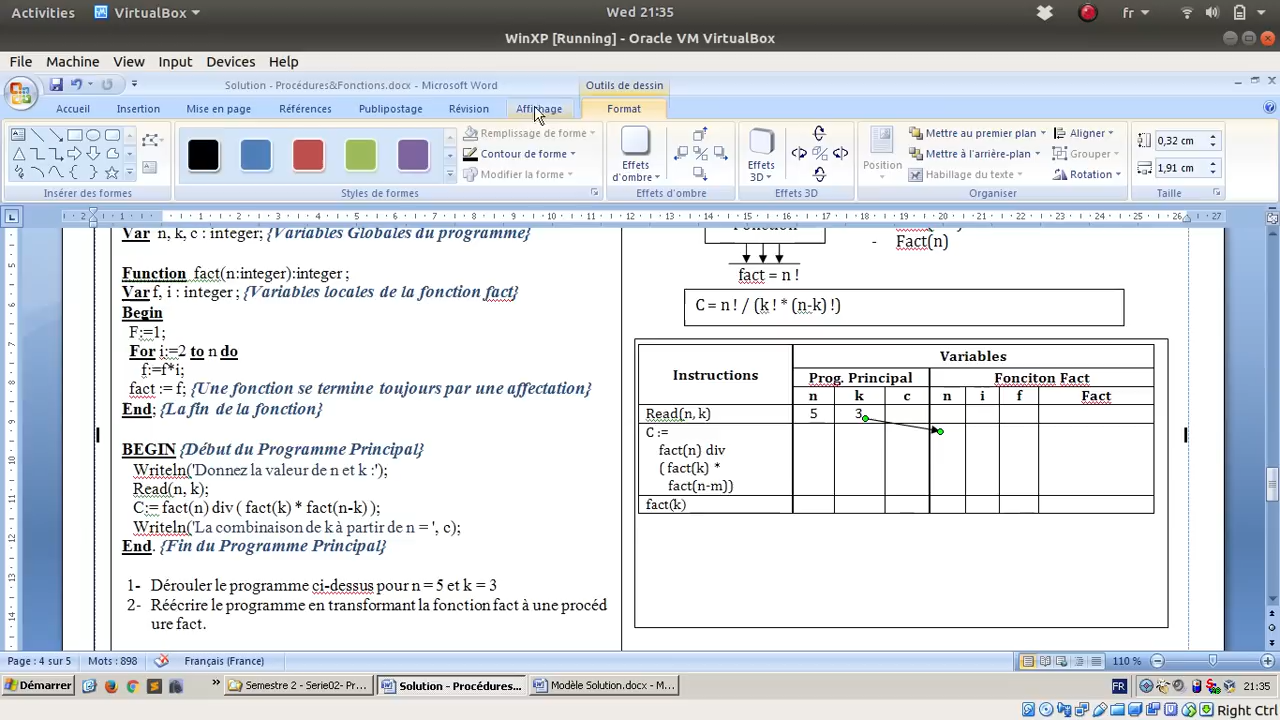 Activities VirtualBox Wed 21:35 fr
WinXP [Running] - Oracle VM VirtualBox
File Machine View Input Devices Help
Solution - Procédures&Fonctions.docx - Microsoft Word Outils de dessin
Accueil Insertion Mise en page Références Publipostage Révision Affichage Format
Remplissage de forme
Contour de forme
Modifier la forme
Effets d'ombre
Effets 3D
Position
Mettre au premier plan
Mettre à l'arrière-plan
Habillage du texte
Aligner
Grouper
Rotation
0,32 cm
1,91 cm
Insérer des formes Styles de formes Effets d'ombre Effets 3D Organiser Taille
Var n, k, c : integer; {Variables Globales du programme}
Function fact(n:integer):integer ;
Var f, i : integer ; {Variables locales de la fonction fact}
Begin
F:=1;
For i:=2 to n do
f:=f*i;
fact := f; {Une fonction se termine toujours par une affectation}
End; {La fin de la fonction}
BEGIN {Début du Programme Principal}
Writeln('Donnez la valeur de n et k :');
Read(n, k);
C:= fact(n) div ( fact(k) * fact(n-k) );
Writeln('La combinaison de k à partir de n = ', c);
End. {Fin du Programme Principal}
1- Dérouler le programme ci-dessus pour n = 5 et k = 3
2- Réécrire le programme en transformant la fonction fact à une procéd
ure fact.
Fonction
- Fact(n)
fact = n !
C = n ! / (k ! * (n-k) !)
Instructions Variables
Prog. Principal Fonciton Fact
n k c n i f Fact
Read(n, k) 5 3
C :=
fact(n) div
( fact(k) *
fact(n-m))
fact(k)
Page : 4 sur 5 Mots : 898 Français (France) 110 %
Démarrer Semestre 2 - Serie02- Pr... Solution - Procédures... Modèle Solution.docx - M... FR 21:35
Right Ctrl